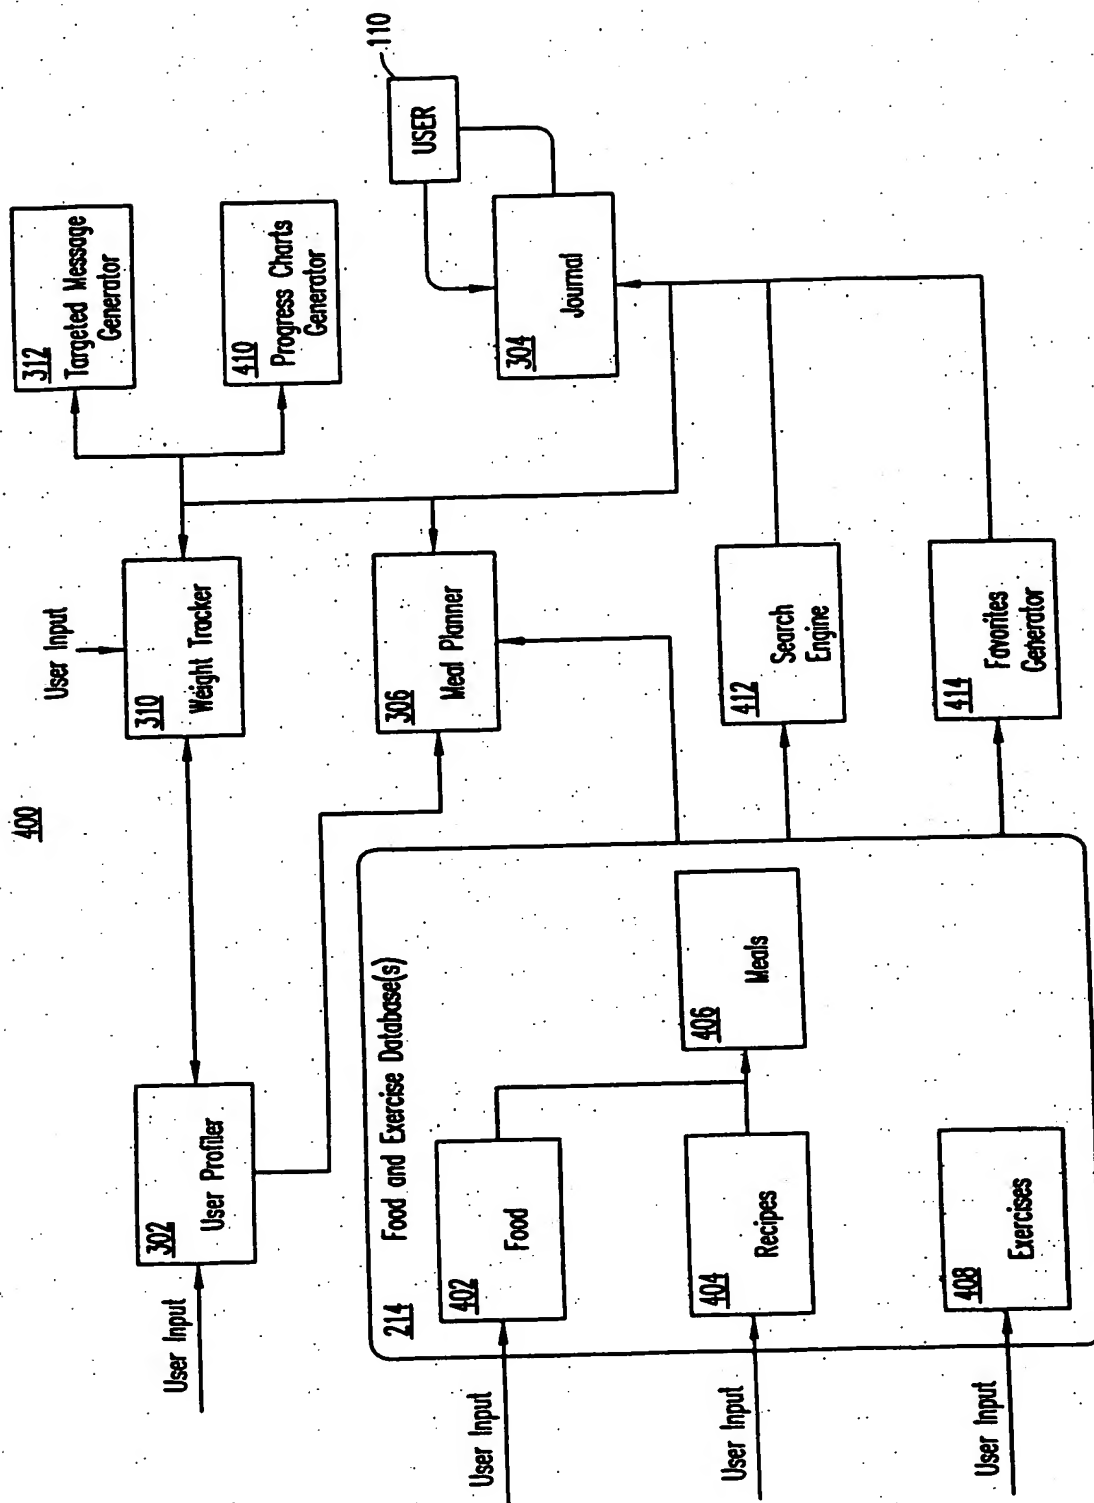 400
User Input
302
User Profiler
User Input
310
Weight Tracker
312
Targeted Message
Generator
410
Progress Charts
Generator
306
Meal Planner
110
USER
304
Journal
214
Food and Exercise Database(s)
User Input
402
Food
User Input
404
Recipes
406
Meals
User Input
408
Exercises
412
Search
Engine
414
Favorites
Generator